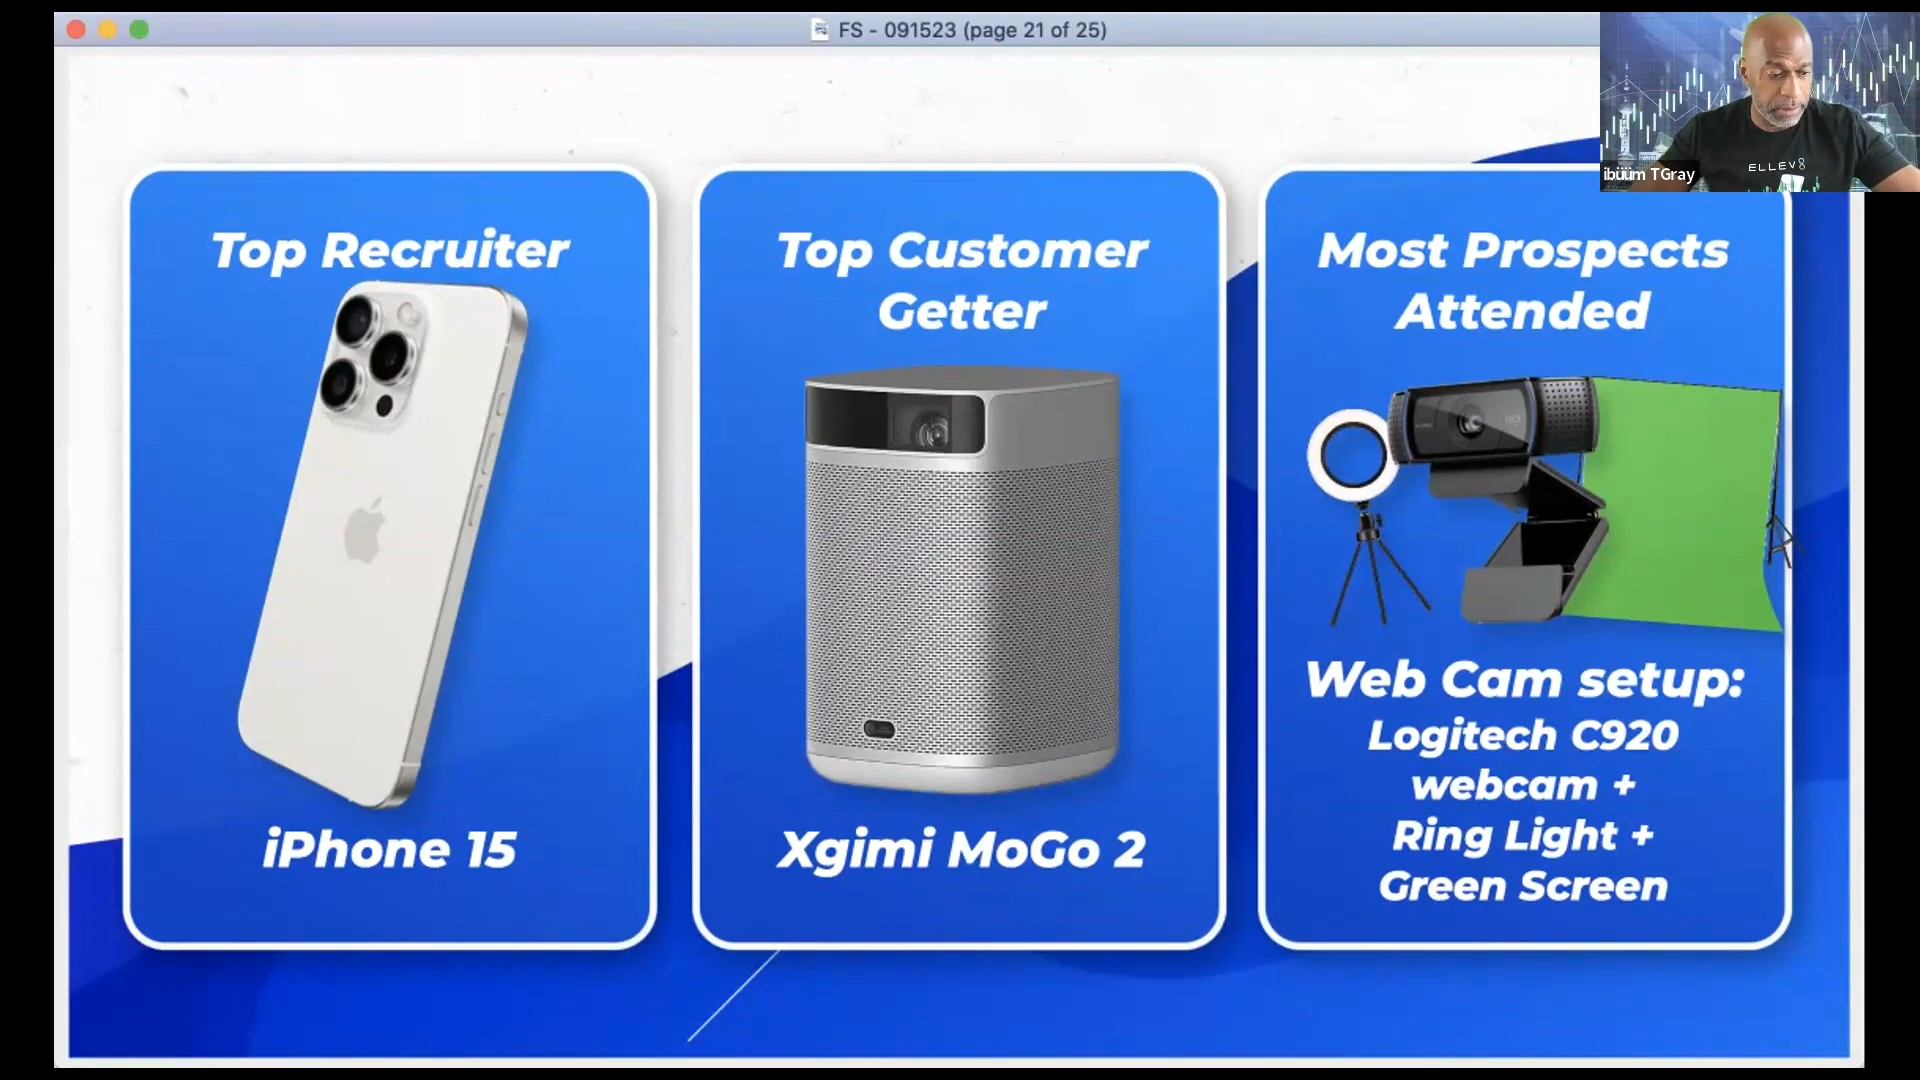 FS - 091523 (page 21 of 25)
ibüüm TGray
ELLEV8
Top Recruiter
iPhone 15
Top Customer
Getter
Xgimi MoGo 2
Most Prospects
Attended
Web Cam setup:
Logitech C920
webcam +
Ring Light +
Green Screen